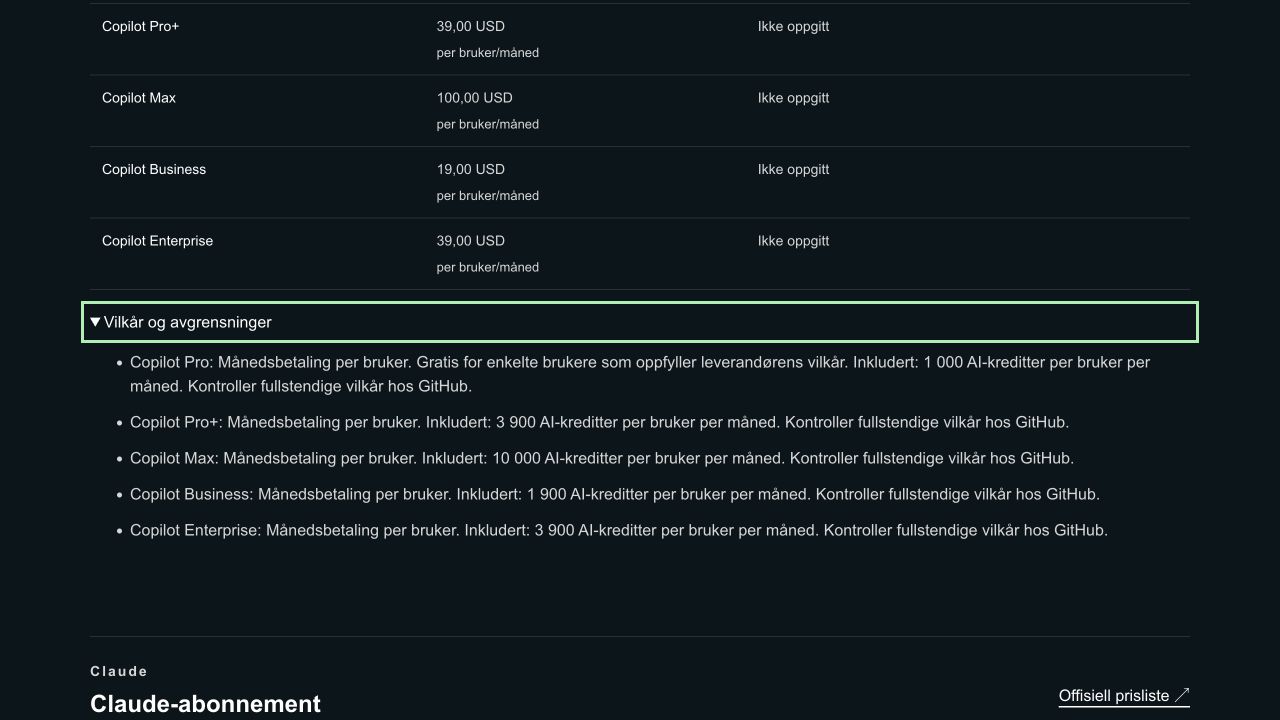 Copilot Pro+ 39,00 USD Ikke oppgitt
per bruker/måned
Copilot Max 100,00 USD Ikke oppgitt
per bruker/måned
Copilot Business 19,00 USD Ikke oppgitt
per bruker/måned
Copilot Enterprise 39,00 USD Ikke oppgitt
per bruker/måned
▼ Vilkår og avgrensninger
• Copilot Pro: Månedsbetaling per bruker. Gratis for enkelte brukere som oppfyller leverandørens vilkår. Inkludert: 1 000 AI-kreditter per bruker per
måned. Kontroller fullstendige vilkår hos GitHub.
• Copilot Pro+: Månedsbetaling per bruker. Inkludert: 3 900 AI-kreditter per bruker per måned. Kontroller fullstendige vilkår hos GitHub.
• Copilot Max: Månedsbetaling per bruker. Inkludert: 10 000 AI-kreditter per bruker per måned. Kontroller fullstendige vilkår hos GitHub.
• Copilot Business: Månedsbetaling per bruker. Inkludert: 1 900 AI-kreditter per bruker per måned. Kontroller fullstendige vilkår hos GitHub.
• Copilot Enterprise: Månedsbetaling per bruker. Inkludert: 3 900 AI-kreditter per bruker per måned. Kontroller fullstendige vilkår hos GitHub.
Claude
Claude-abonnement
Offisiell prisliste ↗